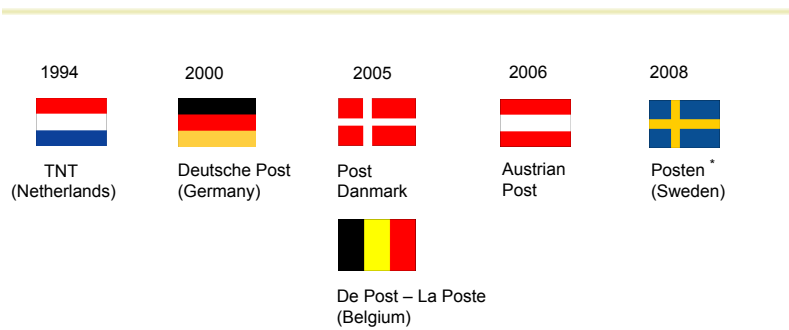 1994
2000
2005
2006
2008
TNT
(Netherlands)
Deutsche Post
(Germany)
Post
Danmark
Austrian
Post
Posten *
(Sweden)
De Post – La Poste
(Belgium)